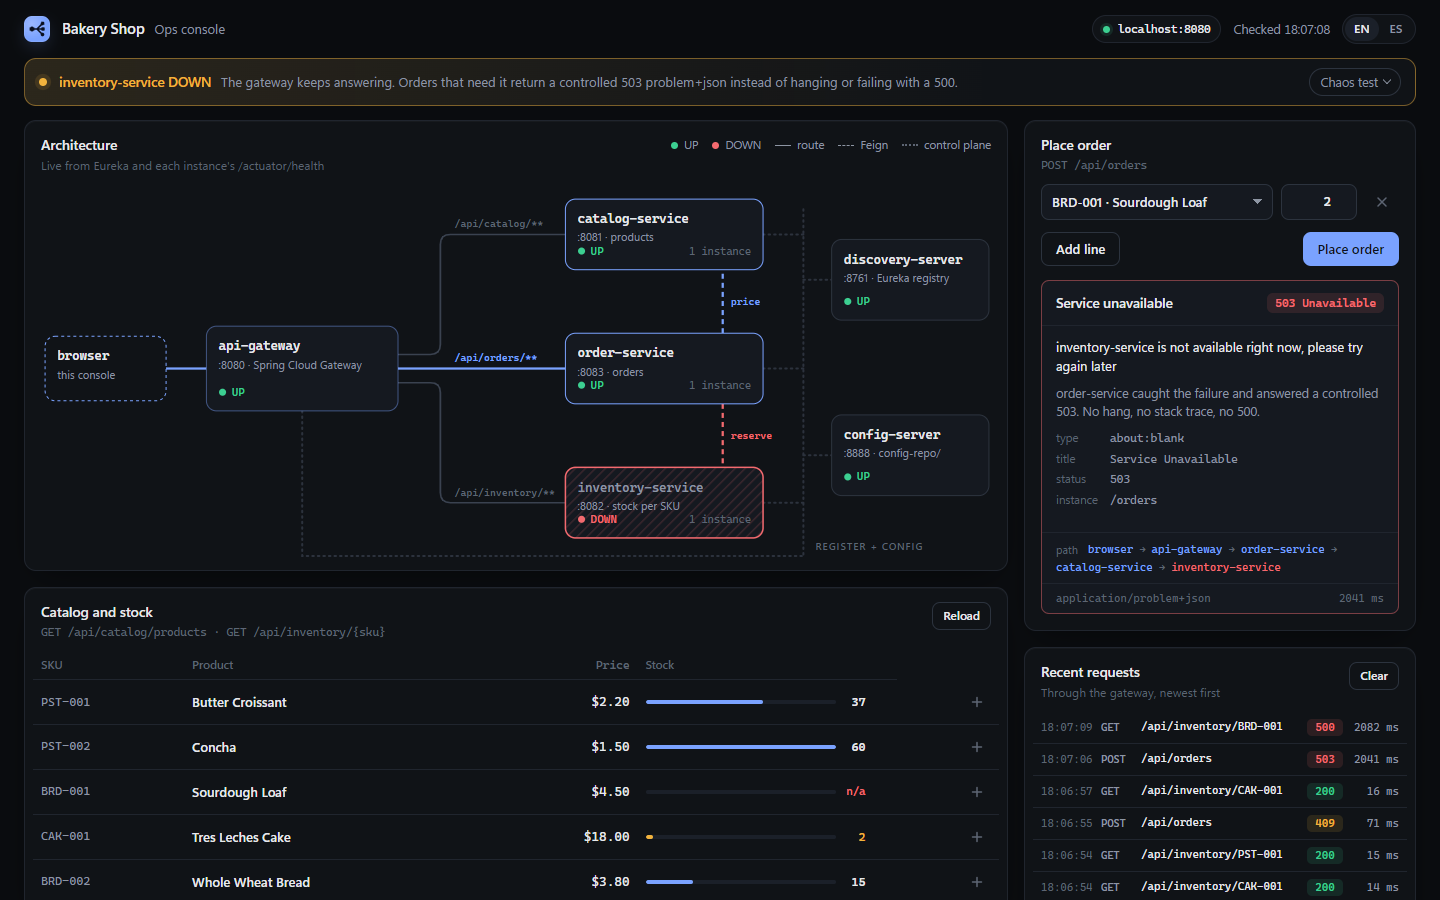 Bakery Shop Ops console
localhost:8080 Checked 18:07:08 EN ES
inventory-service DOWN The gateway keeps answering. Orders that need it return a controlled 503 problem+json instead of hanging or failing with a 500. Chaos test
Architecture
Live from Eureka and each instance's /actuator/health
UP DOWN route Feign control plane
/api/catalog/**
catalog-service
:8081 · products
UP 1 instance
discovery-server
:8761 · Eureka registry
UP
price
browser
this console
api-gateway
:8080 · Spring Cloud Gateway
UP
/api/orders/**
order-service
:8083 · orders
UP 1 instance
reserve
config-server
:8888 · config-repo/
UP
/api/inventory/**
inventory-service
:8082 · stock per SKU
DOWN 1 instance
REGISTER + CONFIG
Place order
POST /api/orders
BRD-001 · Sourdough Loaf 2 ×
Add line Place order
Service unavailable 503 Unavailable
inventory-service is not available right now, please try
again later
order-service caught the failure and answered a controlled
503. No hang, no stack trace, no 500.
type about:blank
title Service Unavailable
status 503
instance /orders
path browser → api-gateway → order-service →
catalog-service → inventory-service
application/problem+json 2041 ms
Catalog and stock
GET /api/catalog/products · GET /api/inventory/{sku}
Reload
SKU Product Price Stock
PST-001 Butter Croissant $2.20 37 +
PST-002 Concha $1.50 60 +
BRD-001 Sourdough Loaf $4.50 n/a +
CAK-001 Tres Leches Cake $18.00 2 +
BRD-002 Whole Wheat Bread $3.80 15 +
Recent requests
Through the gateway, newest first
Clear
18:07:09 GET /api/inventory/BRD-001 500 2082 ms
18:07:06 POST /api/orders 503 2041 ms
18:06:57 GET /api/inventory/CAK-001 200 16 ms
18:06:55 POST /api/orders 409 71 ms
18:06:54 GET /api/inventory/PST-001 200 15 ms
18:06:54 GET /api/inventory/CAK-001 200 14 ms